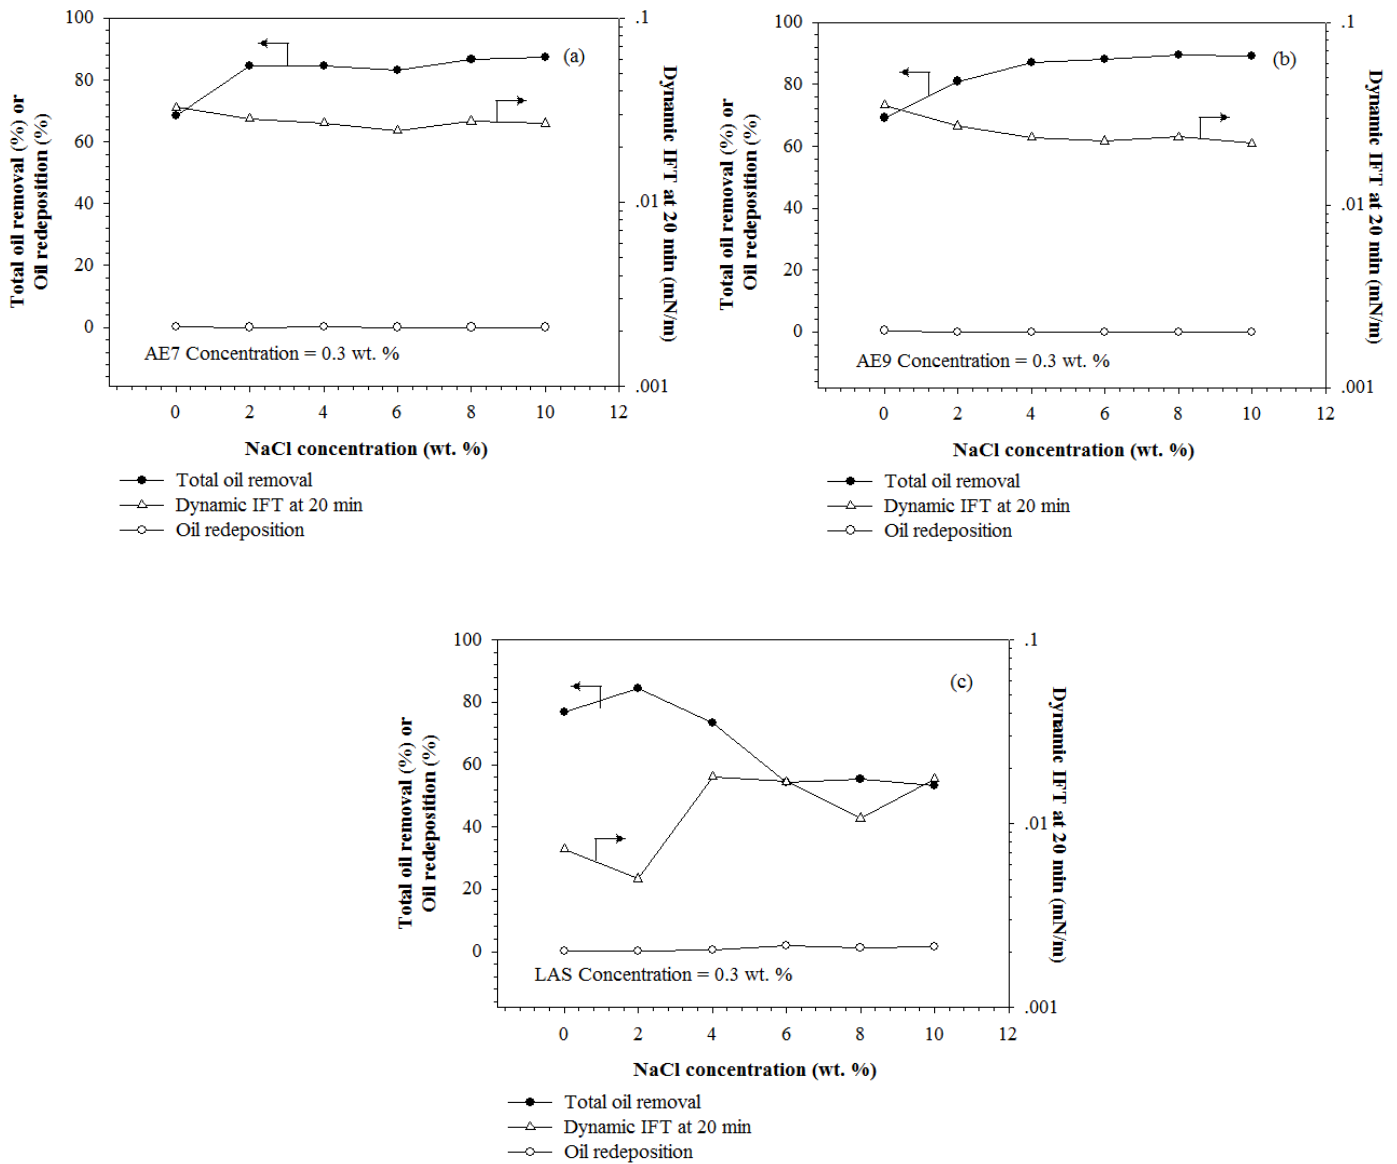 100
80
60
40
20
0
Total oil removal (%) or
Oil redeposition (%)
(a)
.1
.01
.001
Dynamic IFT at 20 min (mN/m)
AE7 Concentration = 0.3 wt. %
0 2 4 6 8 10 12
NaCl concentration (wt. %)
Total oil removal
Dynamic IFT at 20 min
Oil redeposition
100
80
60
40
20
0
Total oil removal (%) or
Oil redeposition (%)
(b)
.1
.01
.001
Dynamic IFT at 20 min (mN/m)
AE9 Concentration = 0.3 wt. %
0 2 4 6 8 10 12
NaCl concentration (wt. %)
Total oil removal
Dynamic IFT at 20 min
Oil redeposition
100
80
60
40
20
0
Total oil removal (%) or
Oil redeposition (%)
(c)
.1
.01
.001
Dynamic IFT at 20 min (mN/m)
LAS Concentration = 0.3 wt. %
0 2 4 6 8 10 12
NaCl concentration (wt. %)
Total oil removal
Dynamic IFT at 20 min
Oil redeposition